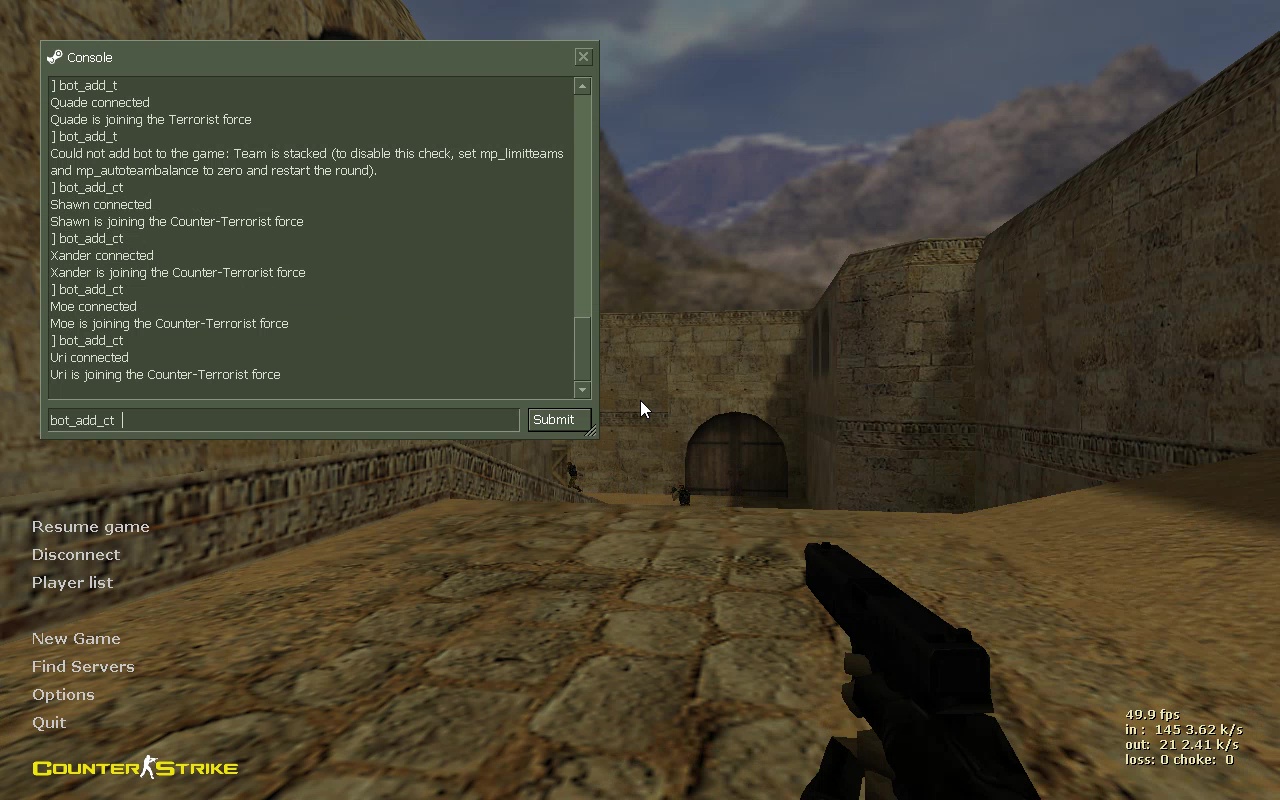 Console
] bot_add_t
Quade connected
Quade is joining the Terrorist force
] bot_add_t
Could not add bot to the game: Team is stacked (to disable this check, set mp_limitteams
and mp_autoteambalance to zero and restart the round).
] bot_add_ct
Shawn connected
Shawn is joining the Counter-Terrorist force
] bot_add_ct
Xander connected
Xander is joining the Counter-Terrorist force
] bot_add_ct
Moe connected
Moe is joining the Counter-Terrorist force
] bot_add_ct
Uri connected
Uri is joining the Counter-Terrorist force
bot_add_ct
Submit
Resume game
Disconnect
Player list
New Game
Find Servers
Options
Quit
COUNTER STRIKE
49.9 fps
in : 145 3.62 k/s
out: 21 2.41 k/s
loss: 0 choke: 0